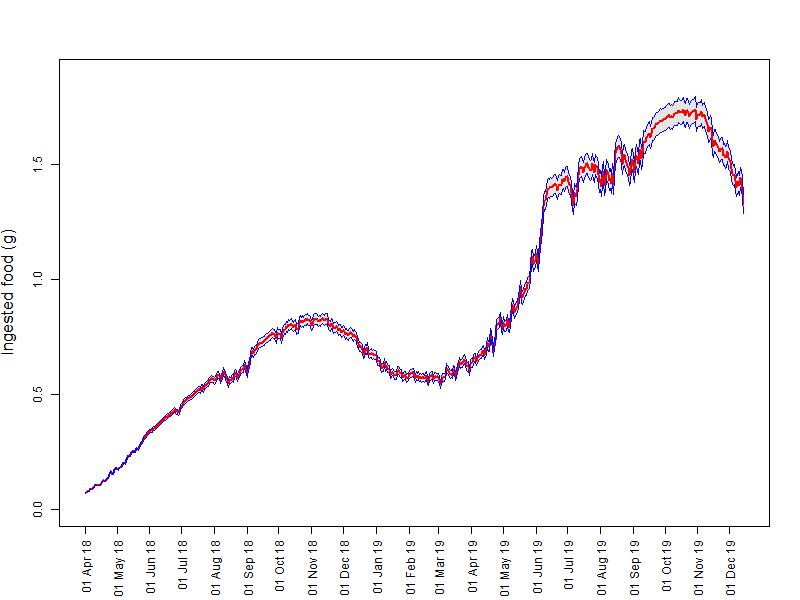 Ingested food (g)
1.5
1.0
0.5
0.0
01 Apr 18
01 May 18
01 Jun 18
01 Jul 18
01 Aug 18
01 Sep 18
01 Oct 18
01 Nov 18
01 Dec 18
01 Jan 19
01 Feb 19
01 Mar 19
01 Apr 19
01 May 19
01 Jun 19
01 Jul 19
01 Aug 19
01 Sep 19
01 Oct 19
01 Nov 19
01 Dec 19